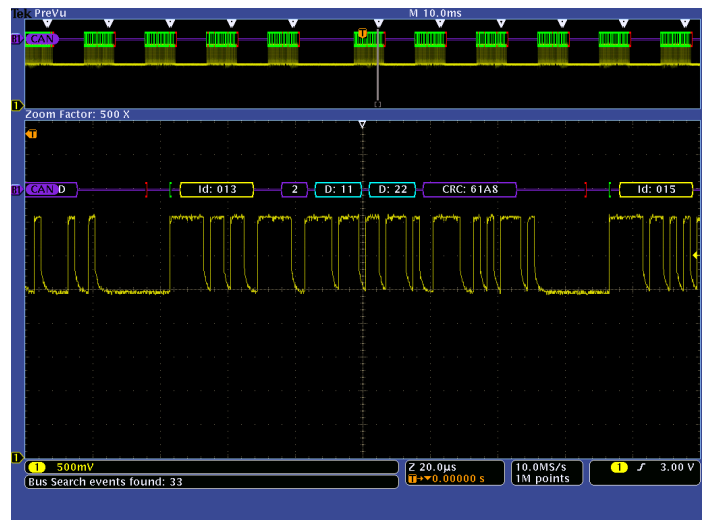 Tek PreVu M 10.0ms
B1 CAN
T
1
Zoom Factor: 500 X
T
B1 CAN D Id: 013 2 D: 11 D: 22 CRC: 61A8 Id: 015
1
1 500mV Z 20.0µs 10.0MS/s 1 ʃ 3.00 V
T→▼0.00000 s 1M points
Bus Search events found: 33